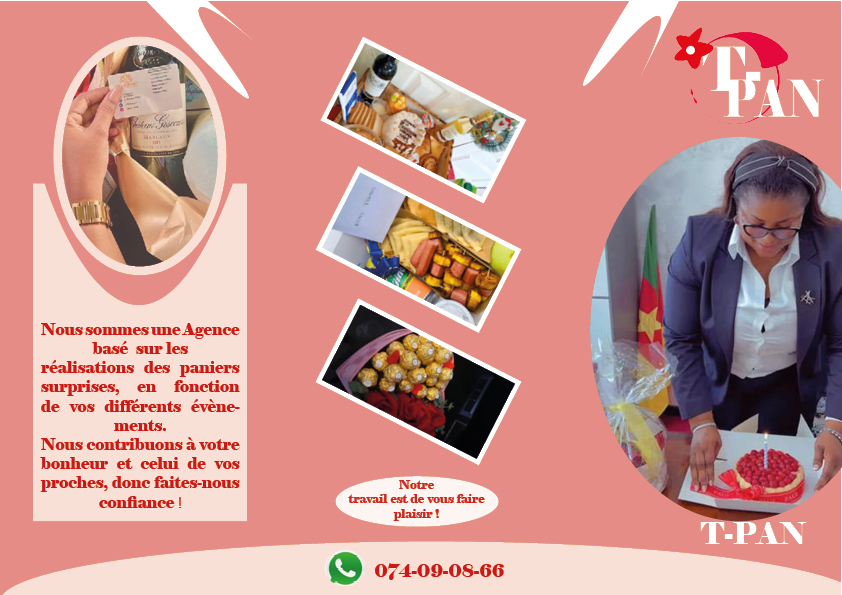 Nous sommes une Agence
basé sur les
réalisations des paniers
surprises, en fonction
de vos différents évène-
ments.
Nous contribuons à votre
bonheur et celui de vos
proches, donc faites-nous
confiance !
Notre
travail est de vous faire
plaisir !
074-09-08-66
T-PAN
T-PAN